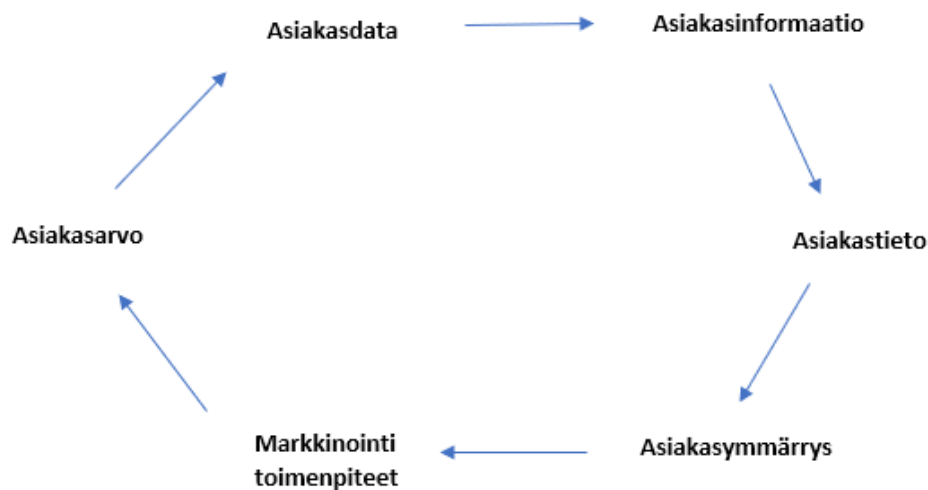 Asiakasdata
Asiakasinformaatio
Asiakasarvo
Asiakastieto
Markkinointi
toimenpiteet
Asiakasymmärrys